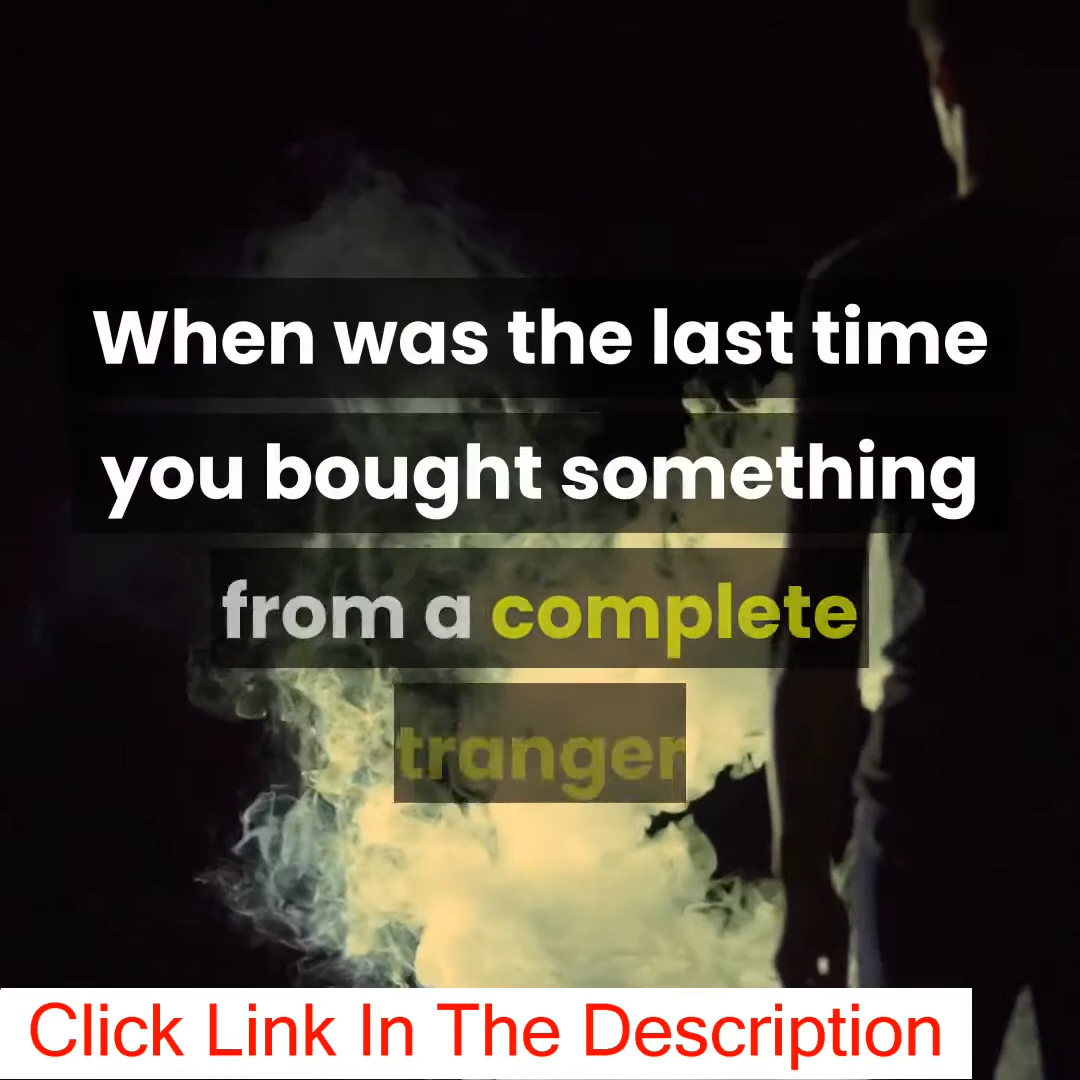 When was the last time
you bought something
from a complete
tranger
Click Link In The Description